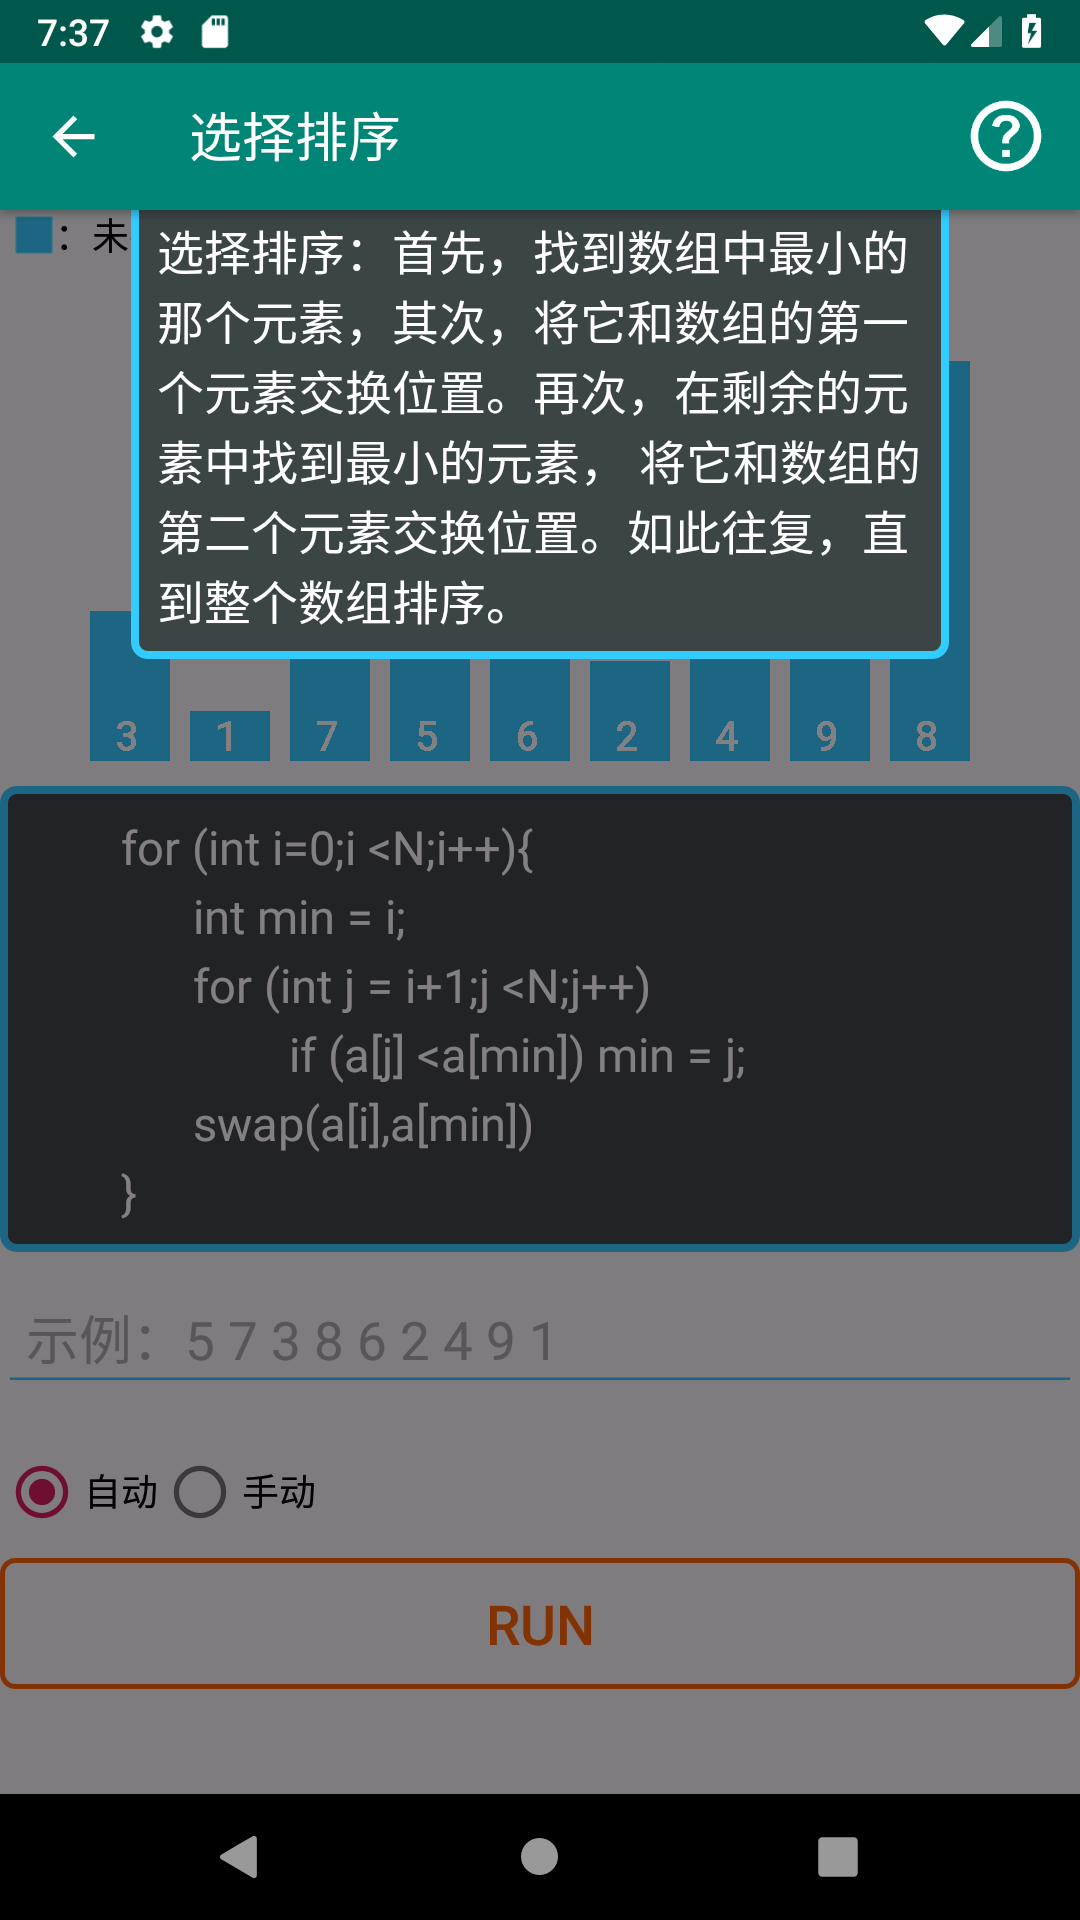 7:37
选择排序
：未
选择排序：首先，找到数组中最小的
那个元素，其次，将它和数组的第一
个元素交换位置。再次，在剩余的元
素中找到最小的元素， 将它和数组的
第二个元素交换位置。如此往复，直
到整个数组排序。
3 1 7 5 6 2 4 9 8
for (int i=0;i <N;i++){
int min = i;
for (int j = i+1;j <N;j++)
if (a[j] <a[min]) min = j;
swap(a[i],a[min])
}
示例：5 7 3 8 6 2 4 9 1
自动 手动
RUN